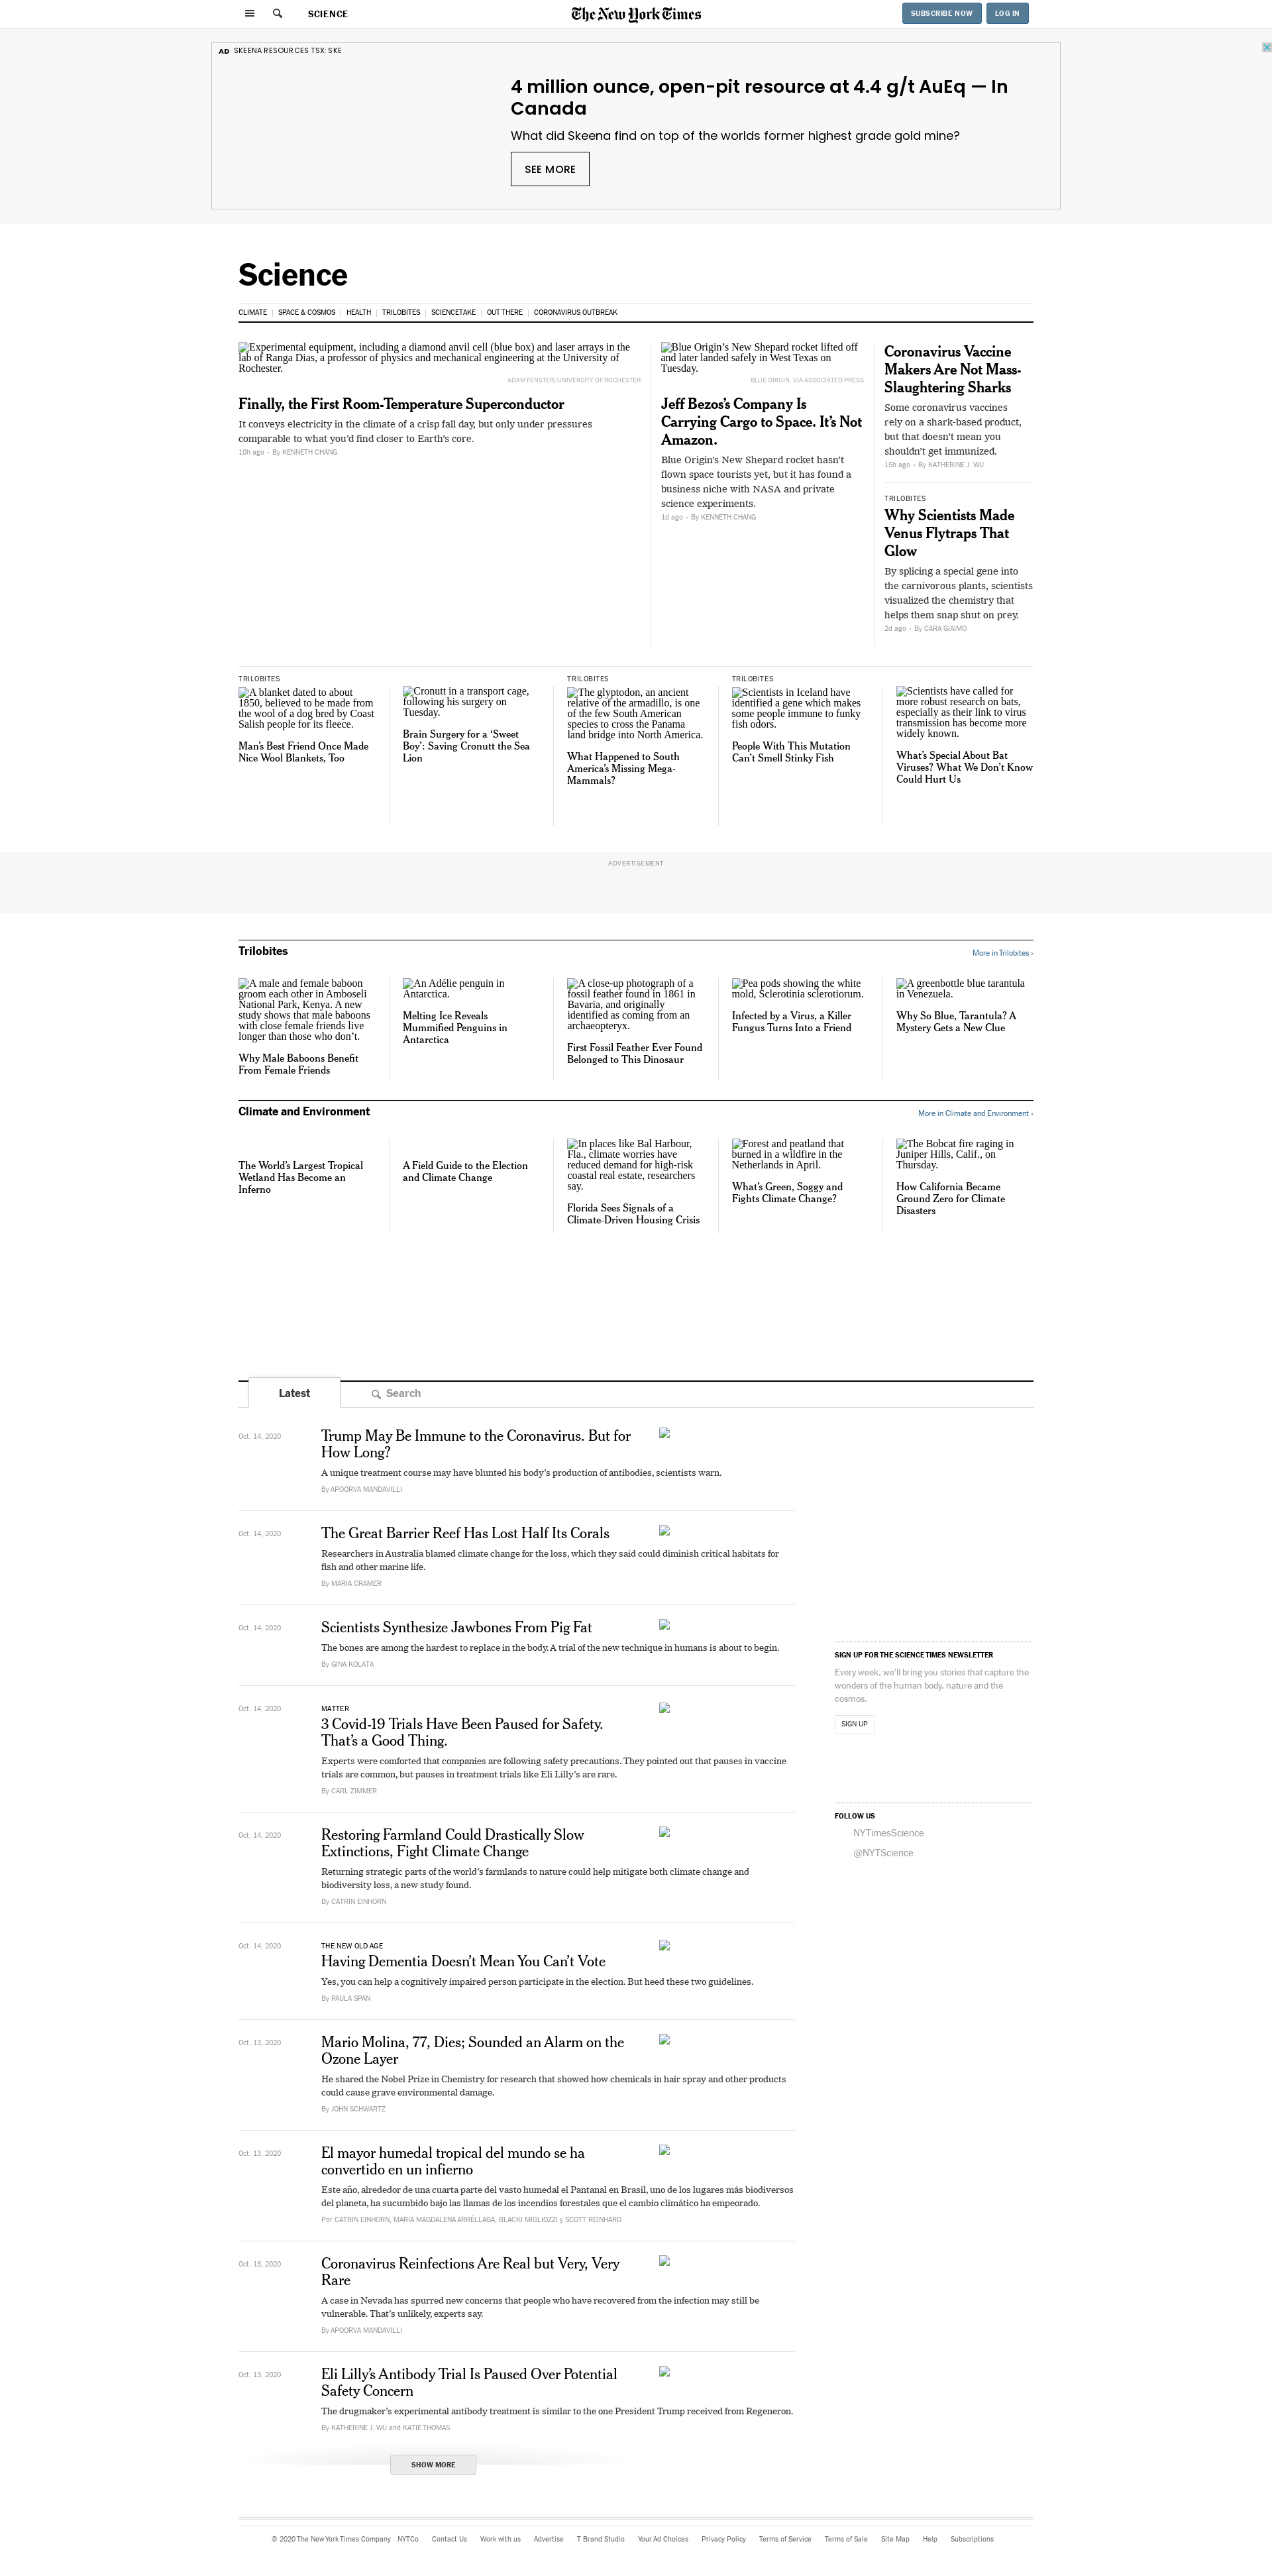 SCIENCE
The New York Times
SUBSCRIBE NOW
LOG IN
AD SKEENA RESOURCES TSX: SKE
4 million ounce, open-pit resource at 4.4 g/t AuEq — In
Canada
What did Skeena find on top of the worlds former highest grade gold mine?
SEE MORE
Science
CLIMATE
SPACE & COSMOS
HEALTH
TRILOBITES
SCIENCETAKE
OUT THERE
CORONAVIRUS OUTBREAK
Experimental equipment, including a diamond anvil cell (blue box) and laser arrays in the
lab of Ranga Dias, a professor of physics and mechanical engineering at the University of
Rochester.
ADAM FENSTER/UNIVERSITY OF ROCHESTER
Finally, the First Room-Temperature Superconductor
It conveys electricity in the climate of a crisp fall day, but only under pressures
comparable to what you’d find closer to Earth’s core.
10h ago - By KENNETH CHANG
Blue Origin’s New Shepard rocket lifted off
and later landed safely in West Texas on
Tuesday.
BLUE ORIGIN, VIA ASSOCIATED PRESS
Jeff Bezos’s Company Is
Carrying Cargo to Space. It’s Not
Amazon.
Blue Origin’s New Shepard rocket hasn’t
flown space tourists yet, but it has found a
business niche with NASA and private
science experiments.
1d ago - By KENNETH CHANG
Coronavirus Vaccine
Makers Are Not Mass-
Slaughtering Sharks
Some coronavirus vaccines
rely on a shark-based product,
but that doesn’t mean you
shouldn’t get immunized.
15h ago - By KATHERINE J. WU
TRILOBITES
Why Scientists Made
Venus Flytraps That
Glow
By splicing a special gene into
the carnivorous plants, scientists
visualized the chemistry that
helps them snap shut on prey.
2d ago - By CARA GIAIMO
TRILOBITES
A blanket dated to about
1850, believed to be made from
the wool of a dog bred by Coast
Salish people for its fleece.
Man’s Best Friend Once Made
Nice Wool Blankets, Too
Cronutt in a transport cage,
following his surgery on
Tuesday.
Brain Surgery for a ‘Sweet
Boy’: Saving Cronutt the Sea
Lion
TRILOBITES
The glyptodon, an ancient
relative of the armadillo, is one
of the few South American
species to cross the Panama
land bridge into North America.
What Happened to South
America’s Missing Mega-
Mammals?
TRILOBITES
Scientists in Iceland have
identified a gene which makes
some people immune to funky
fish odors.
People With This Mutation
Can’t Smell Stinky Fish
Scientists have called for
more robust research on bats,
especially as their link to virus
transmission has become more
widely known.
What’s Special About Bat
Viruses? What We Don’t Know
Could Hurt Us
ADVERTISEMENT
Trilobites
More in Trilobites ›
A male and female baboon
groom each other in Amboseli
National Park, Kenya. A new
study shows that male baboons
with close female friends live
longer than those who don’t.
Why Male Baboons Benefit
From Female Friends
An Adélie penguin in
Antarctica.
Melting Ice Reveals
Mummified Penguins in
Antarctica
A close-up photograph of a
fossil feather found in 1861 in
Bavaria, and originally
identified as coming from an
archaeopteryx.
First Fossil Feather Ever Found
Belonged to This Dinosaur
Pea pods showing the white
mold, Sclerotinia sclerotiorum.
Infected by a Virus, a Killer
Fungus Turns Into a Friend
A greenbottle blue tarantula
in Venezuela.
Why So Blue, Tarantula? A
Mystery Gets a New Clue
Climate and Environment
More in Climate and Environment ›
The World’s Largest Tropical
Wetland Has Become an
Inferno
A Field Guide to the Election
and Climate Change
In places like Bal Harbour,
Fla., climate worries have
reduced demand for high-risk
coastal real estate, researchers
say.
Florida Sees Signals of a
Climate-Driven Housing Crisis
Forest and peatland that
burned in a wildfire in the
Netherlands in April.
What’s Green, Soggy and
Fights Climate Change?
The Bobcat fire raging in
Juniper Hills, Calif., on
Thursday.
How California Became
Ground Zero for Climate
Disasters
Latest
Search
Oct. 14, 2020
Trump May Be Immune to the Coronavirus. But for
How Long?
A unique treatment course may have blunted his body’s production of antibodies, scientists warn.
By APOORVA MANDAVILLI
Oct. 14, 2020
The Great Barrier Reef Has Lost Half Its Corals
Researchers in Australia blamed climate change for the loss, which they said could diminish critical habitats for
fish and other marine life.
By MARIA CRAMER
Oct. 14, 2020
Scientists Synthesize Jawbones From Pig Fat
The bones are among the hardest to replace in the body. A trial of the new technique in humans is about to begin.
By GINA KOLATA
Oct. 14, 2020
MATTER
3 Covid-19 Trials Have Been Paused for Safety.
That’s a Good Thing.
Experts were comforted that companies are following safety precautions. They pointed out that pauses in vaccine
trials are common, but pauses in treatment trials like Eli Lilly’s are rare.
By CARL ZIMMER
Oct. 14, 2020
Restoring Farmland Could Drastically Slow
Extinctions, Fight Climate Change
Returning strategic parts of the world’s farmlands to nature could help mitigate both climate change and
biodiversity loss, a new study found.
By CATRIN EINHORN
Oct. 14, 2020
THE NEW OLD AGE
Having Dementia Doesn’t Mean You Can’t Vote
Yes, you can help a cognitively impaired person participate in the election. But heed these two guidelines.
By PAULA SPAN
Oct. 13, 2020
Mario Molina, 77, Dies; Sounded an Alarm on the
Ozone Layer
He shared the Nobel Prize in Chemistry for research that showed how chemicals in hair spray and other products
could cause grave environmental damage.
By JOHN SCHWARTZ
Oct. 13, 2020
El mayor humedal tropical del mundo se ha
convertido en un infierno
Este año, alrededor de una cuarta parte del vasto humedal el Pantanal en Brasil, uno de los lugares más biodiversos
del planeta, ha sucumbido bajo las llamas de los incendios forestales que el cambio climático ha empeorado.
Por CATRIN EINHORN, MARIA MAGDALENA ARRÉLLAGA, BLACKI MIGLIOZZI y SCOTT REINHARD
Oct. 13, 2020
Coronavirus Reinfections Are Real but Very, Very
Rare
A case in Nevada has spurred new concerns that people who have recovered from the infection may still be
vulnerable. That’s unlikely, experts say.
By APOORVA MANDAVILLI
Oct. 13, 2020
Eli Lilly’s Antibody Trial Is Paused Over Potential
Safety Concern
The drugmaker’s experimental antibody treatment is similar to the one President Trump received from Regeneron.
By KATHERINE J. WU and KATIE THOMAS
SHOW MORE
SIGN UP FOR THE SCIENCE TIMES NEWSLETTER
Every week, we’ll bring you stories that capture the
wonders of the human body, nature and the
cosmos.
SIGN UP
FOLLOW US
NYTimesScience
@NYTScience
© 2020 The New York Times Company
NYTCo
Contact Us
Work with us
Advertise
T Brand Studio
Your Ad Choices
Privacy Policy
Terms of Service
Terms of Sale
Site Map
Help
Subscriptions